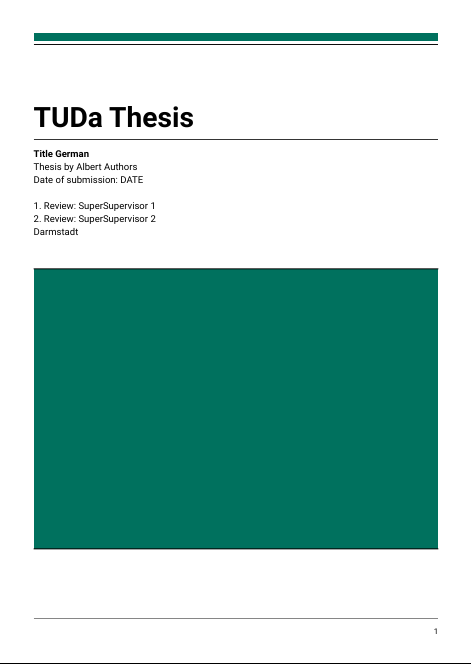 TUDa Thesis
Title German
Thesis by Albert Authors
Date of submission: DATE
1. Review: SuperSupervisor 1
2. Review: SuperSupervisor 2
Darmstadt
1